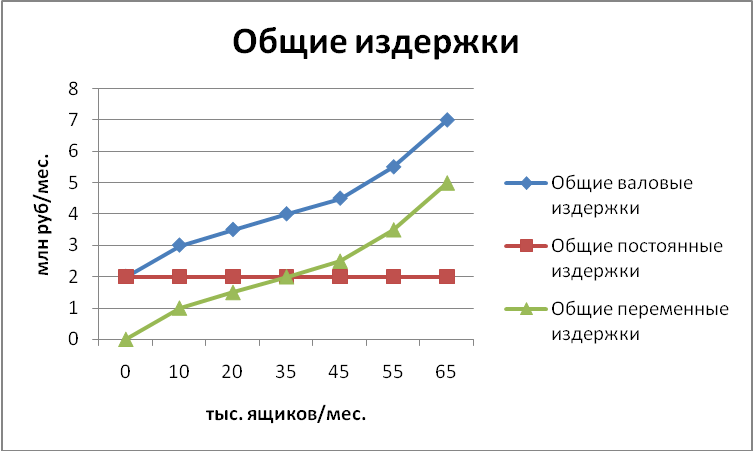 Общие издержки
8
7
6
5
4
3
2
1
0
млн руб/мес.
0 10 20 35 45 55 65
тыс. ящиков/мес.
Общие валовые
издержки
Общие постоянные
издержки
Общие переменные
издержки